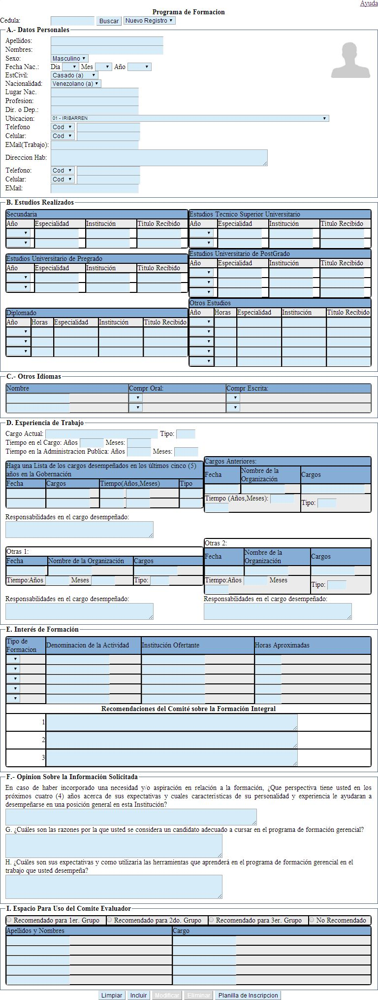 Ayuda
Programa de Formacion
Cedula: Buscar Nuevo Registro
A.- Datos Personales
Apellidos:
Nombres:
Sexo: Masculino
Fecha Nac.: Dia Mes Año
EstCivil: Casado (a)
Nacionalidad: Venezolano (a)
Lugar Nac.
Profesion:
Dir. o Dep.:
Ubicacion: 01 - IRIBARREN
Telefono Cod
Celular: Cod
EMail(Trabajo):
Direccion Hab:
Telefono: Cod
Celular: Cod
EMail:
B. Estudios Realizados
Secundaria
Año Especialidad Institución Titulo Recibido
Estudios Tecnico Superior Universitario
Año Especialidad Institución Titulo Recibido
Estudios Universitario de Pregrado
Año Especialidad Institución Titulo Recibido
Estudios Universitario de PostGrado
Año Especialidad Institución Titulo Recibido
Diplomado
Año Horas Especialidad Institución Titulo Recibido
Otros Estudios
Año Horas Especialidad Institución Titulo Recibido
C.- Otros Idiomas
Nombre Compr Oral: Compr Escrita:
D. Experiencia de Trabajo
Cargo Actual: Tipo:
Tiempo en el Cargo: Años Meses:
Tiempo en la Administracion Publica: Años Meses:
Haga una Lista de los cargos desempeñados en los últimos cinco (5)
años en la Gobernación
Fecha Cargos Tiempo(Años,Meses) Tipo
Cargos Anteriores:
Fecha Nombre de la
Organización Cargos
Tiempo (Años,Meses): Tipo:
Responsabilidades en el cargo desempeñado:
Otras 1:
Fecha Nombre de la Organización Cargos
Tiempo:Años Meses Tipo:
Otras 2:
Fecha Nombre de la
Organización Cargos
Tiempo:Años Meses Tipo:
Responsabilidades en el cargo desempeñado:
Responsabilidades en el cargo desempeñado:
E. Interés de Formación
Tipo de
Formacion Denominacion de la Actividad Institución Ofertante Horas Aproximadas
Recomendaciones del Comité sobre la Formación Integral
1
2
3
F.- Opinion Sobre la Información Solicitada
En caso de haber incorporado una necesidad y/o aspiración en relación a la formación, ¿Que perspectiva tiene usted en los
próximos cuatro (4) años acerca de sus expectativas y cuales características de su personalidad y experiencia le ayudaran a
desempeñarse en una posición general en esta Institución?
G. ¿Cuáles son las razones por la que usted se considera un candidato adecuado a cursar en el programa de formación gerencial?
H. ¿Cuáles son sus expectativas y como utilizaria las herramientas que aprenderá en el programa de formación gerencial en el
trabajo que usted desempeña?
I. Espacio Para Uso del Comite Evaluador
Recomendado para 1er. Grupo Recomendado para 2do. Grupo Recomendado para 3er. Grupo No Recomendado
Apellidos y Nombres Cargo
Limpiar Incluir Modificar Eliminar Planilla de Inscripcion